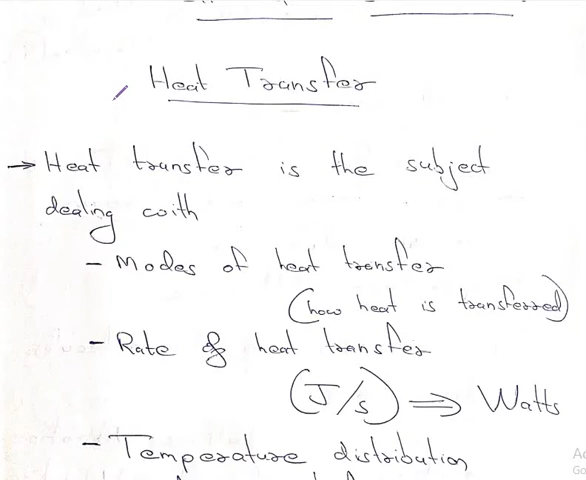 Heat Transfer
→ Heat transfer is the subject
dealing with
- Modes of heat transfer
(how heat is transferred)
- Rate of heat transfer
(J/s) ⇒ Watts
- Temperature distribution